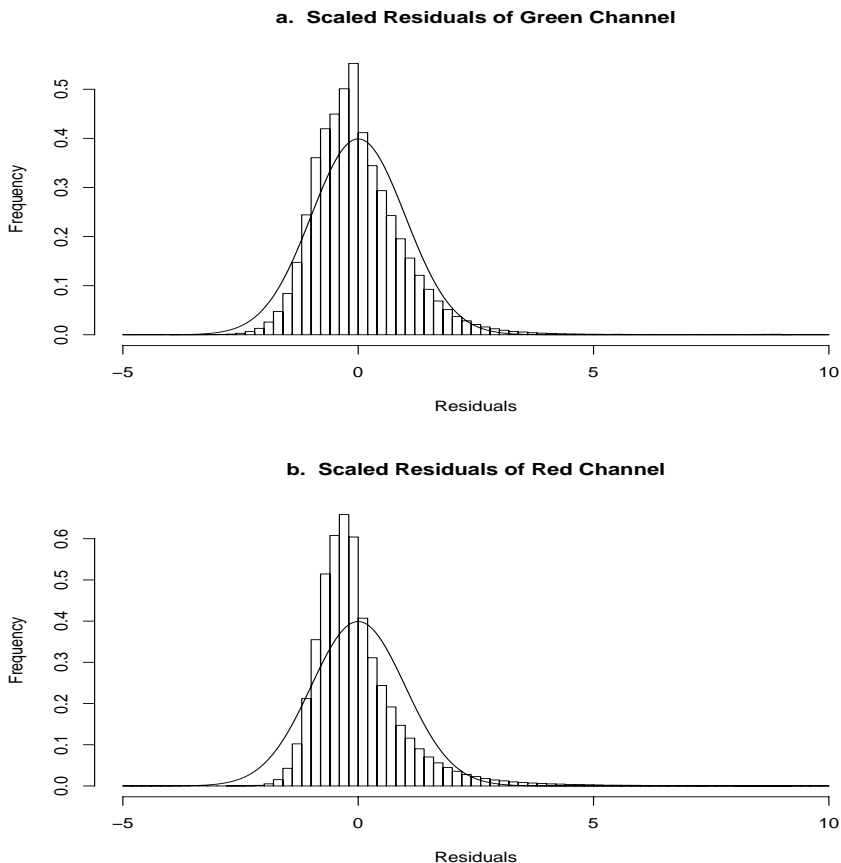 a. Scaled Residuals of Green Channel
Frequency
0.0 0.1 0.2 0.3 0.4 0.5
−5 0 5 10
Residuals
b. Scaled Residuals of Red Channel
Frequency
0.0 0.1 0.2 0.3 0.4 0.5 0.6
−5 0 5 10
Residuals